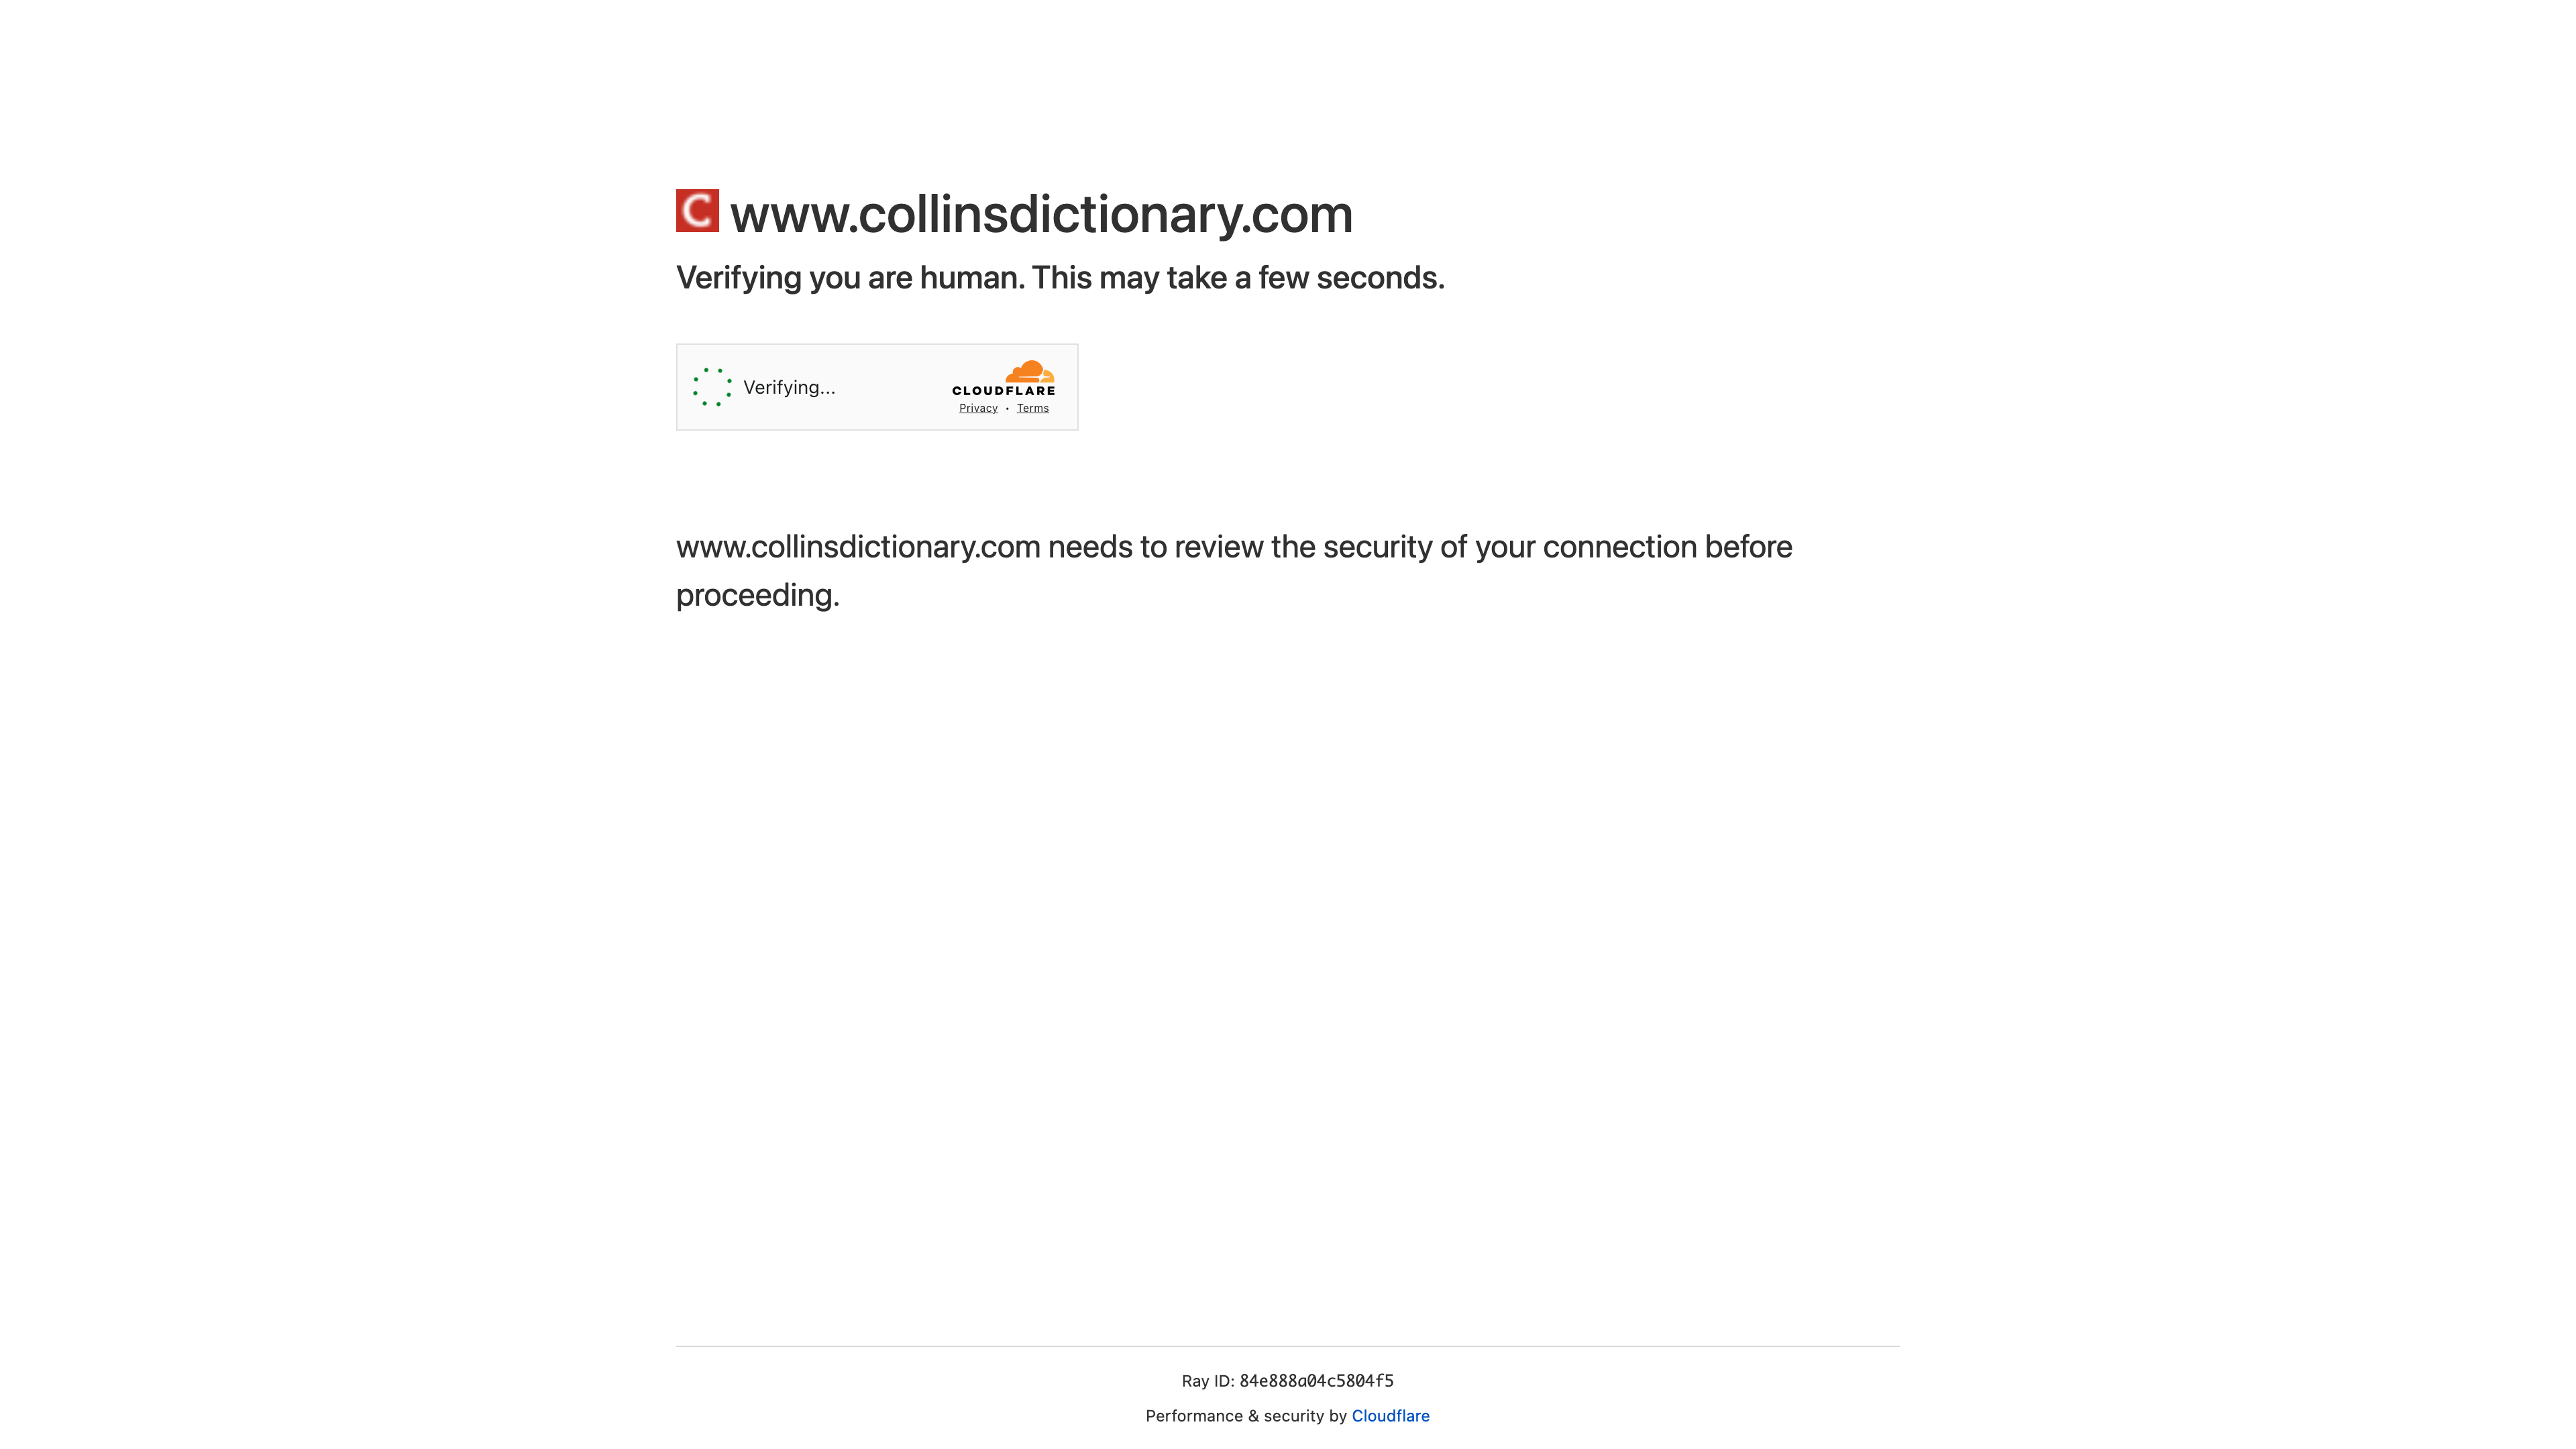 www.collinsdictionary.com
Verifying you are human. This may take a few seconds.
Verifying...
CLOUDFLARE
Privacy • Terms
www.collinsdictionary.com needs to review the security of your connection before
proceeding.
Ray ID: 84e888a04c5804f5
Performance & security by Cloudflare